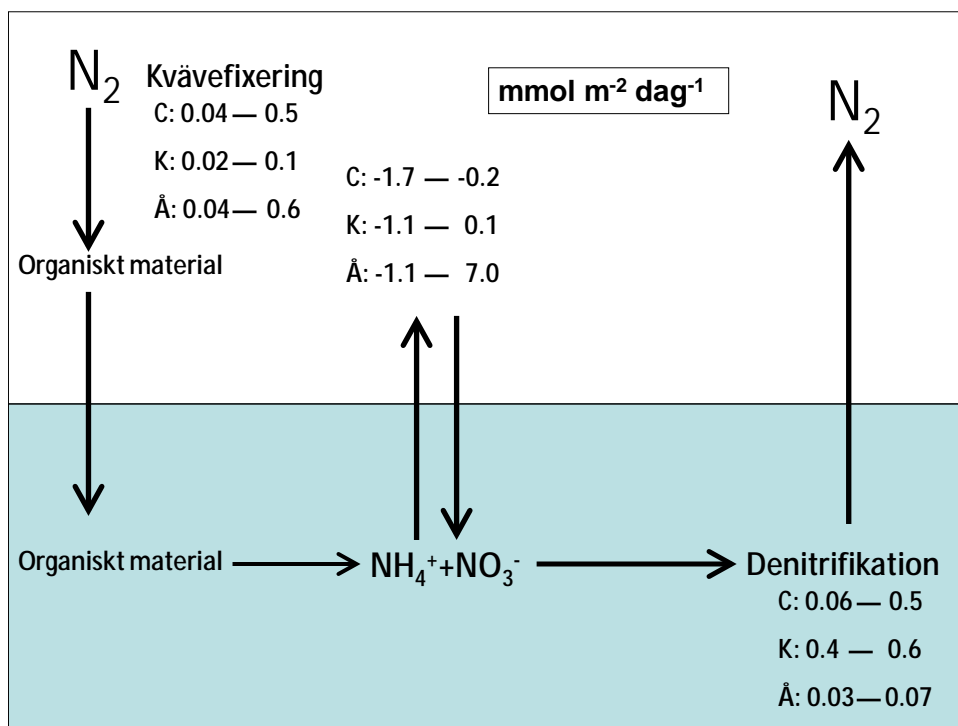 N₂ Kvävefixering
C: 0.04 — 0.5
K: 0.02 — 0.1
Å: 0.04 — 0.6
Organiskt material
mmol m⁻² dag⁻¹
C: -1.7 — -0.2
K: -1.1 — 0.1
Å: -1.1 — 7.0
N₂
Organiskt material
NH₄⁺+NO₃⁻
Denitrifikation
C: 0.06 — 0.5
K: 0.4 — 0.6
Å: 0.03 — 0.07